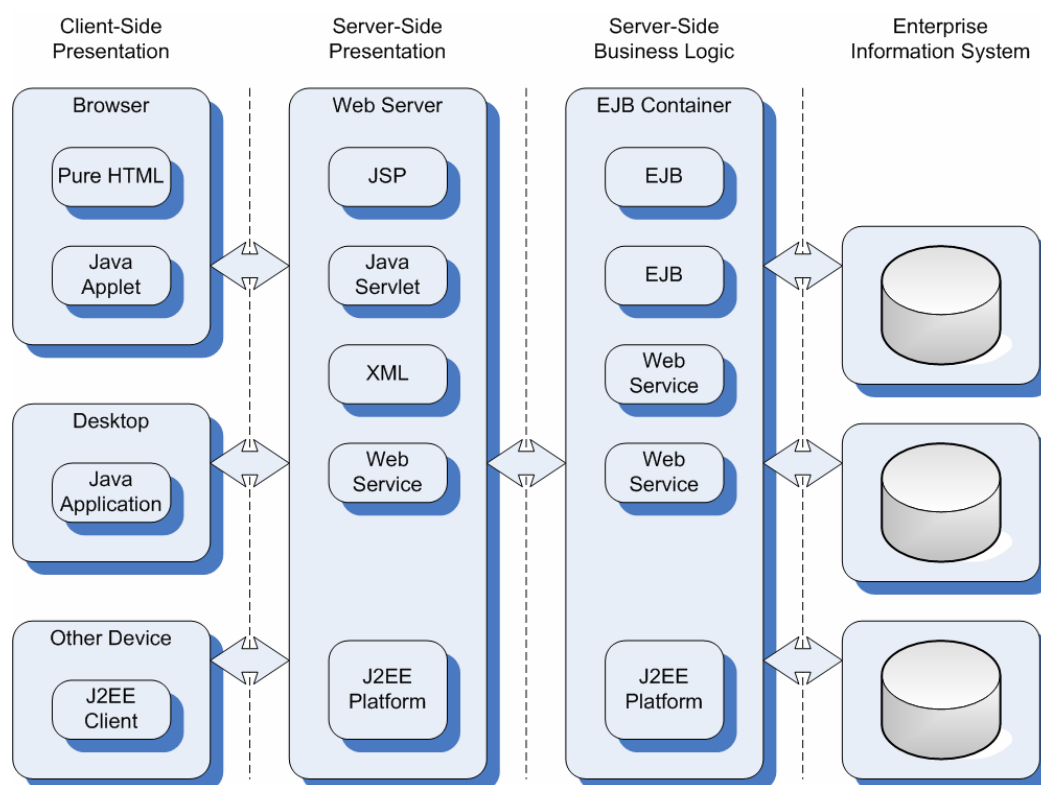 Client-Side
Presentation
Server-Side
Presentation
Server-Side
Business Logic
Enterprise
Information System
Browser
Pure HTML
Java
Applet
Desktop
Java
Application
Other Device
J2EE
Client
Web Server
JSP
Java
Servlet
XML
Web
Service
J2EE
Platform
EJB Container
EJB
EJB
Web
Service
Web
Service
J2EE
Platform